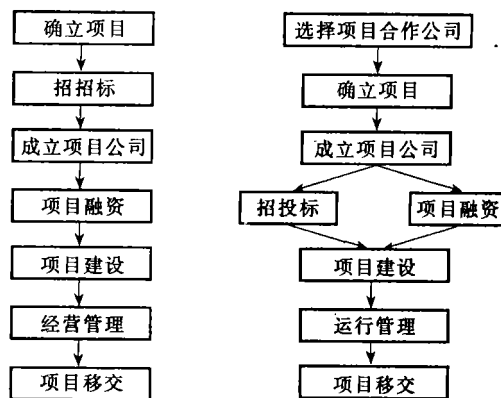 确立项目
招招标
成立项目公司
项目融资
项目建设
经营管理
项目移交
选择项目合作公司
确立项目
成立项目公司
招投标
项目融资
项目建设
运行管理
项目移交